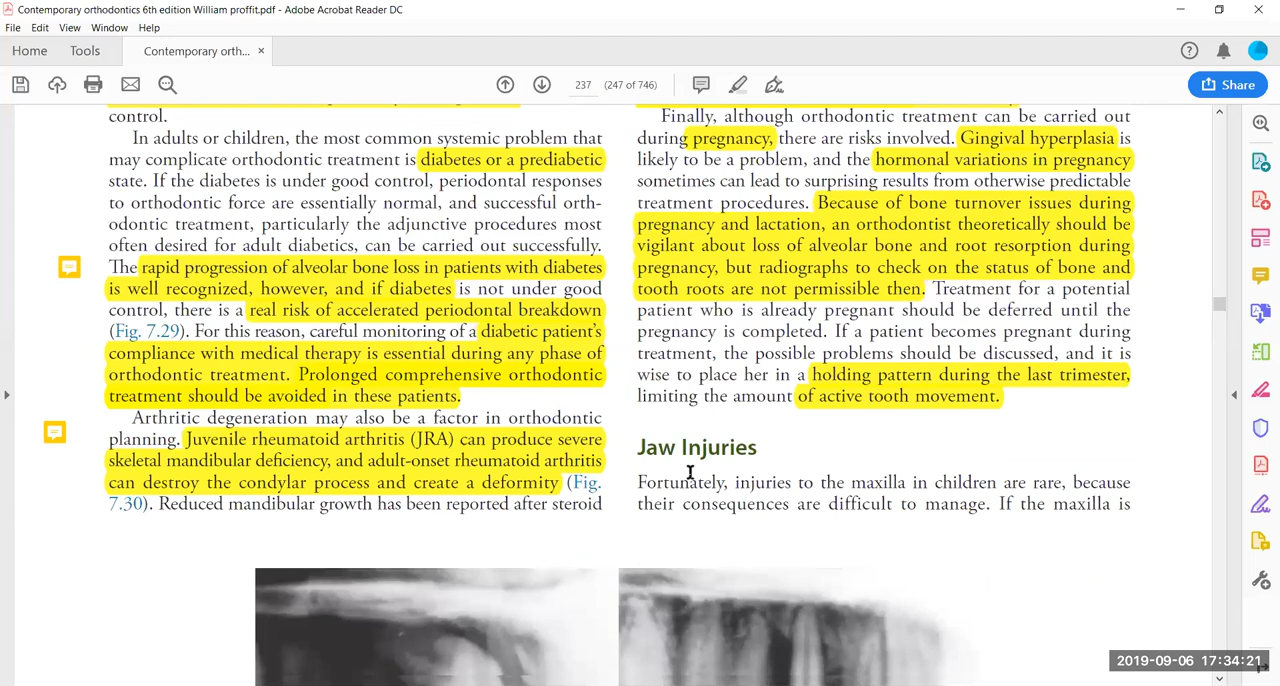 Contemporary orthodontics 6th edition William proffit.pdf - Adobe Acrobat Reader DC
File Edit View Window Help
Home Tools Contemporary orth... ×
237 (247 of 746)
Share
control.
In adults or children, the most common systemic problem that
may complicate orthodontic treatment is diabetes or a prediabetic
state. If the diabetes is under good control, periodontal responses
to orthodontic force are essentially normal, and successful orth-
odontic treatment, particularly the adjunctive procedures most
often desired for adult diabetics, can be carried out successfully.
The rapid progression of alveolar bone loss in patients with diabetes
is well recognized, however, and if diabetes is not under good
control, there is a real risk of accelerated periodontal breakdown
(Fig. 7.29). For this reason, careful monitoring of a diabetic patient's
compliance with medical therapy is essential during any phase of
orthodontic treatment. Prolonged comprehensive orthodontic
treatment should be avoided in these patients.
Arthritic degeneration may also be a factor in orthodontic
planning. Juvenile rheumatoid arthritis (JRA) can produce severe
skeletal mandibular deficiency, and adult-onset rheumatoid arthritis
can destroy the condylar process and create a deformity (Fig.
7.30). Reduced mandibular growth has been reported after steroid
Finally, although orthodontic treatment can be carried out
during pregnancy, there are risks involved. Gingival hyperplasia is
likely to be a problem, and the hormonal variations in pregnancy
sometimes can lead to surprising results from otherwise predictable
treatment procedures. Because of bone turnover issues during
pregnancy and lactation, an orthodontist theoretically should be
vigilant about loss of alveolar bone and root resorption during
pregnancy, but radiographs to check on the status of bone and
tooth roots are not permissible then. Treatment for a potential
patient who is already pregnant should be deferred until the
pregnancy is completed. If a patient becomes pregnant during
treatment, the possible problems should be discussed, and it is
wise to place her in a holding pattern during the last trimester,
limiting the amount of active tooth movement.
Jaw Injuries
Fortunately, injuries to the maxilla in children are rare, because
their consequences are difficult to manage. If the maxilla is
2019-09-06 17:34:21